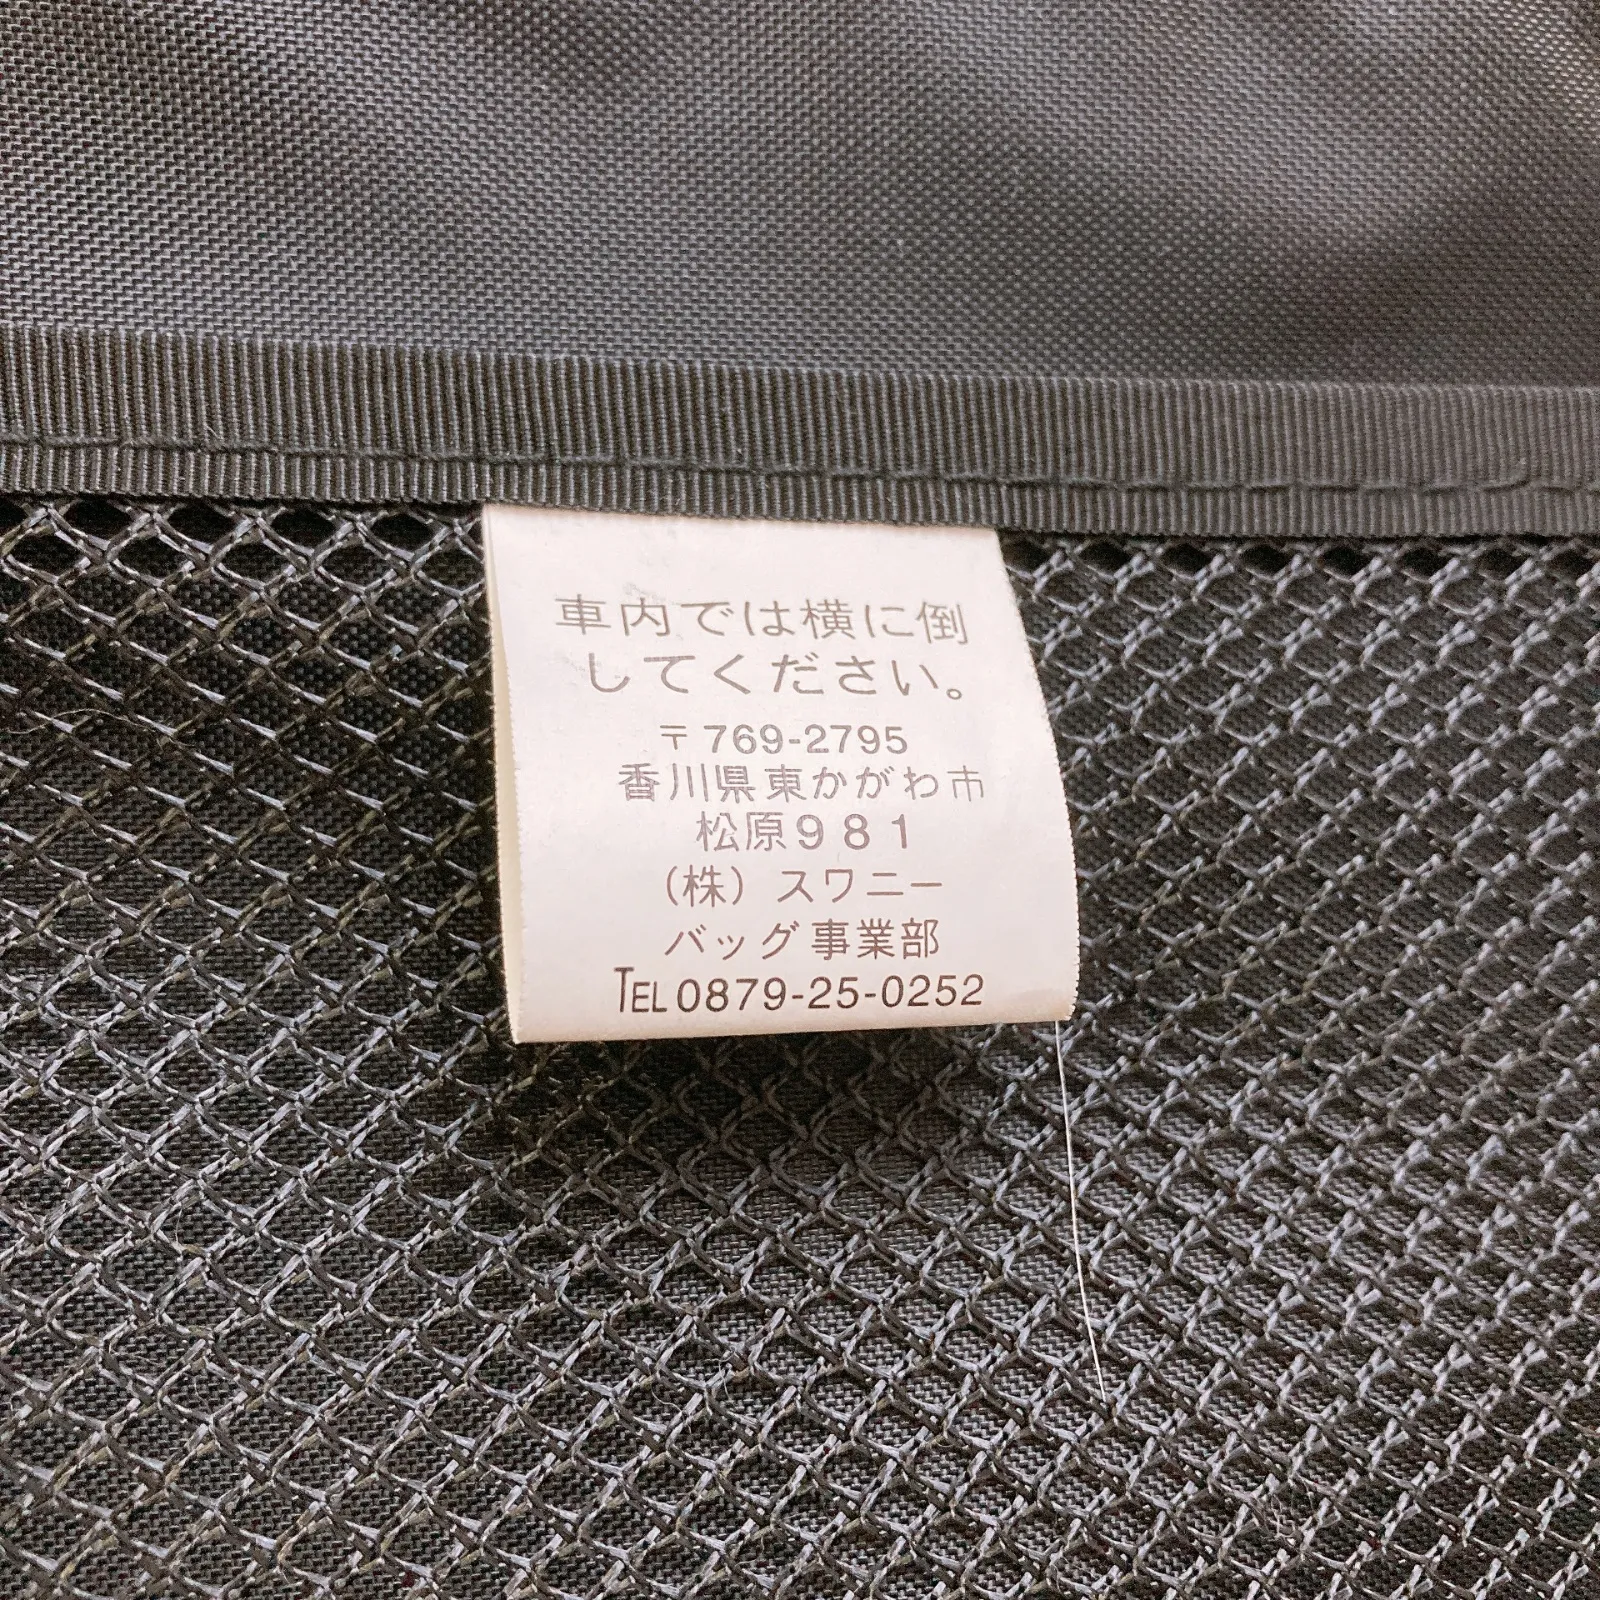 車内では横に倒
してください。
〒769-2795
香川県東かがわ市
松原981
(株)スワニー
バッグ事業部
TEL0879-25-0252